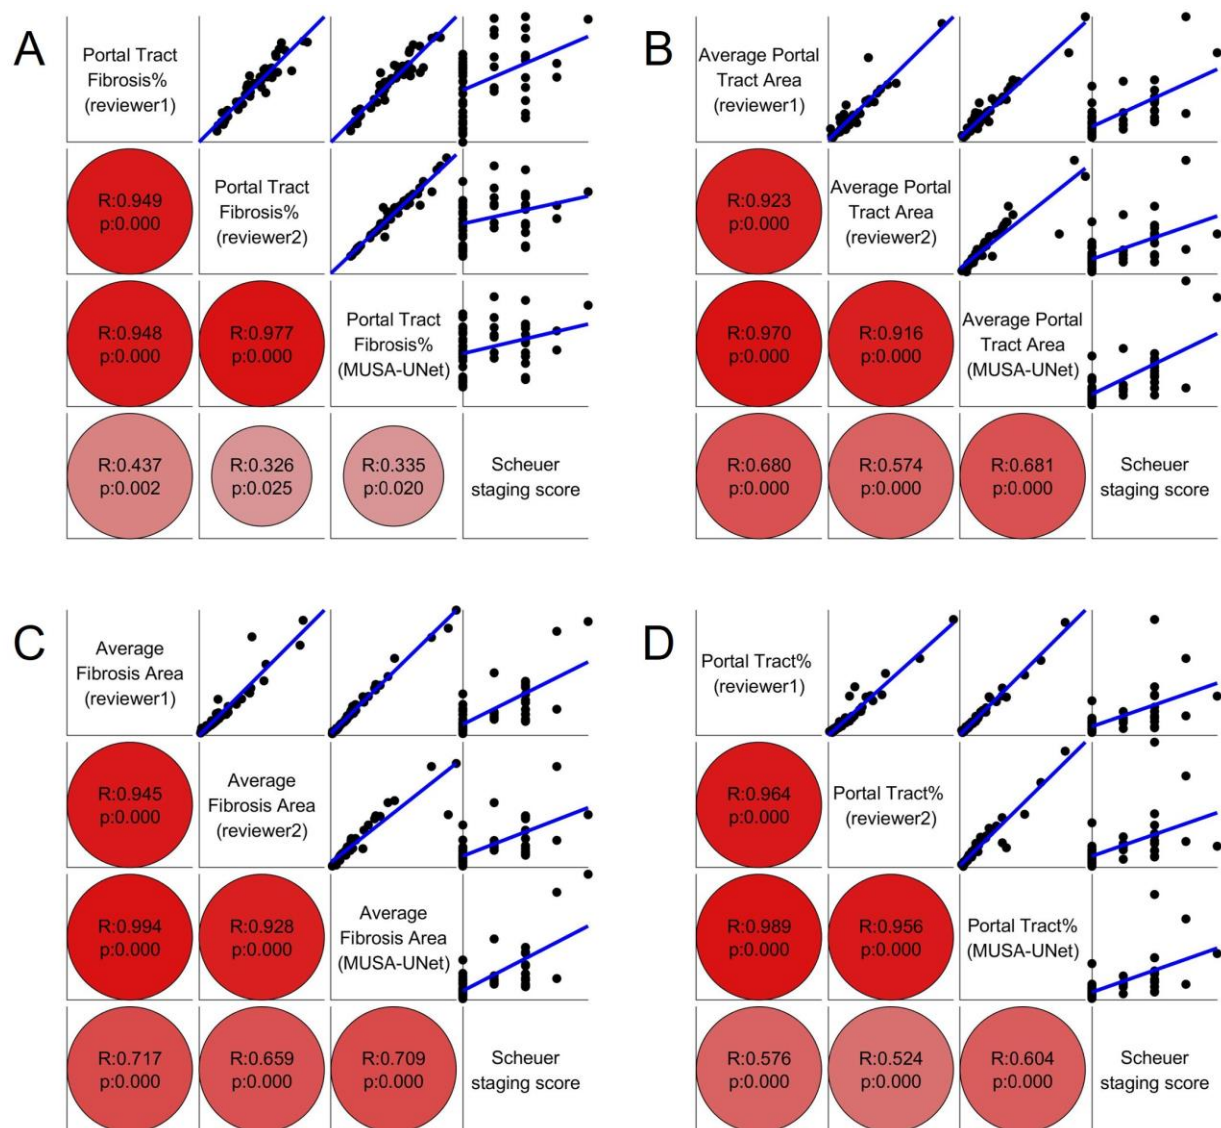 A
Portal Tract
Fibrosis%
(reviewer1)
R:0.949
p:0.000
Portal Tract
Fibrosis%
(reviewer2)
R:0.948
p:0.000
R:0.977
p:0.000
Portal Tract
Fibrosis%
(MUSA-UNet)
R:0.437
p:0.002
R:0.326
p:0.025
R:0.335
p:0.020
Scheuer
staging score
B
Average Portal
Tract Area
(reviewer1)
R:0.923
p:0.000
Average Portal
Tract Area
(reviewer2)
R:0.970
p:0.000
R:0.916
p:0.000
Average Portal
Tract Area
(MUSA-UNet)
R:0.680
p:0.000
R:0.574
p:0.000
R:0.681
p:0.000
Scheuer
staging score
C
Average
Fibrosis Area
(reviewer1)
R:0.945
p:0.000
Average
Fibrosis Area
(reviewer2)
R:0.994
p:0.000
R:0.928
p:0.000
Average
Fibrosis Area
(MUSA-UNet)
R:0.717
p:0.000
R:0.659
p:0.000
R:0.709
p:0.000
Scheuer
staging score
D
Portal Tract%
(reviewer1)
R:0.964
p:0.000
Portal Tract%
(reviewer2)
R:0.989
p:0.000
R:0.956
p:0.000
Portal Tract%
(MUSA-UNet)
R:0.576
p:0.000
R:0.524
p:0.000
R:0.604
p:0.000
Scheuer
staging score